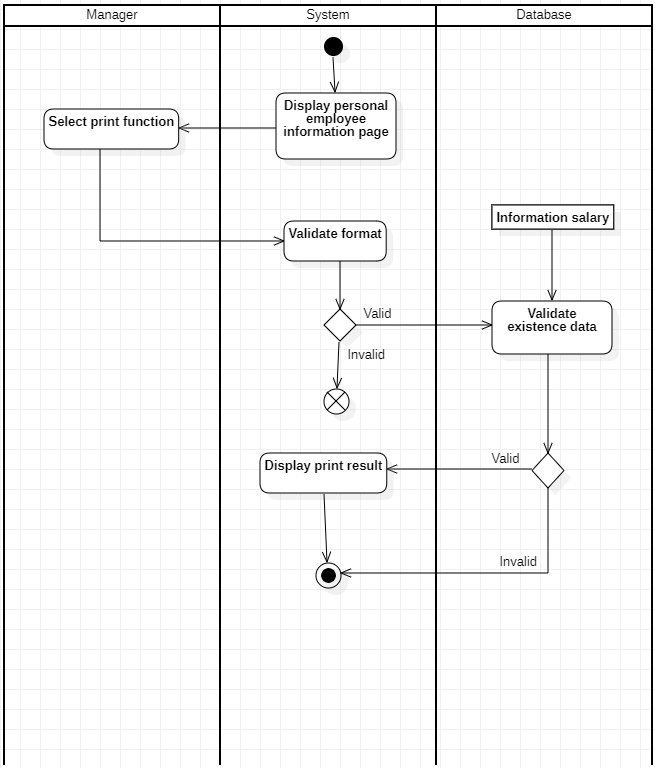 Manager
System
Database
Display personal
employee
information page
Select print function
Information salary
Validate format
Valid
Validate
existence data
Invalid
Valid
Display print result
Invalid